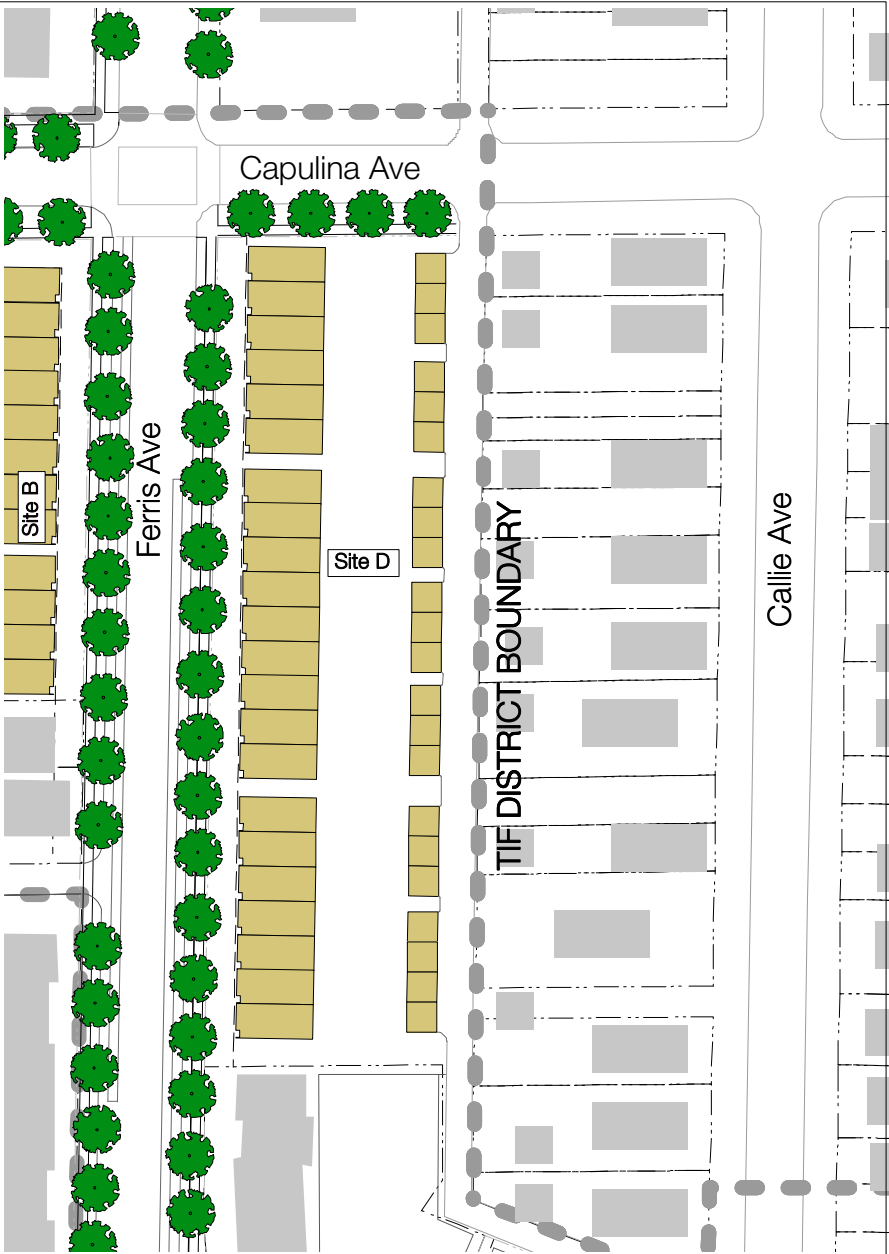 Capulina Ave
Site B
Ferris Ave
Site D
TIF DISTRICT BOUNDARY
Callie Ave